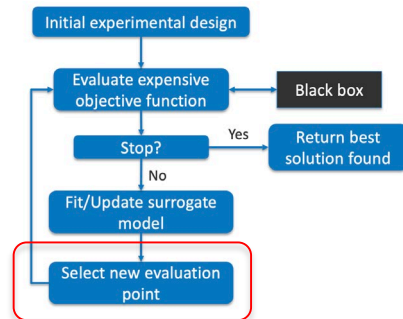 Initial experimental design
Evaluate expensive
objective function
Black box
Stop?
Yes
Return best
solution found
No
Fit/Update surrogate
model
Select new evaluation
point